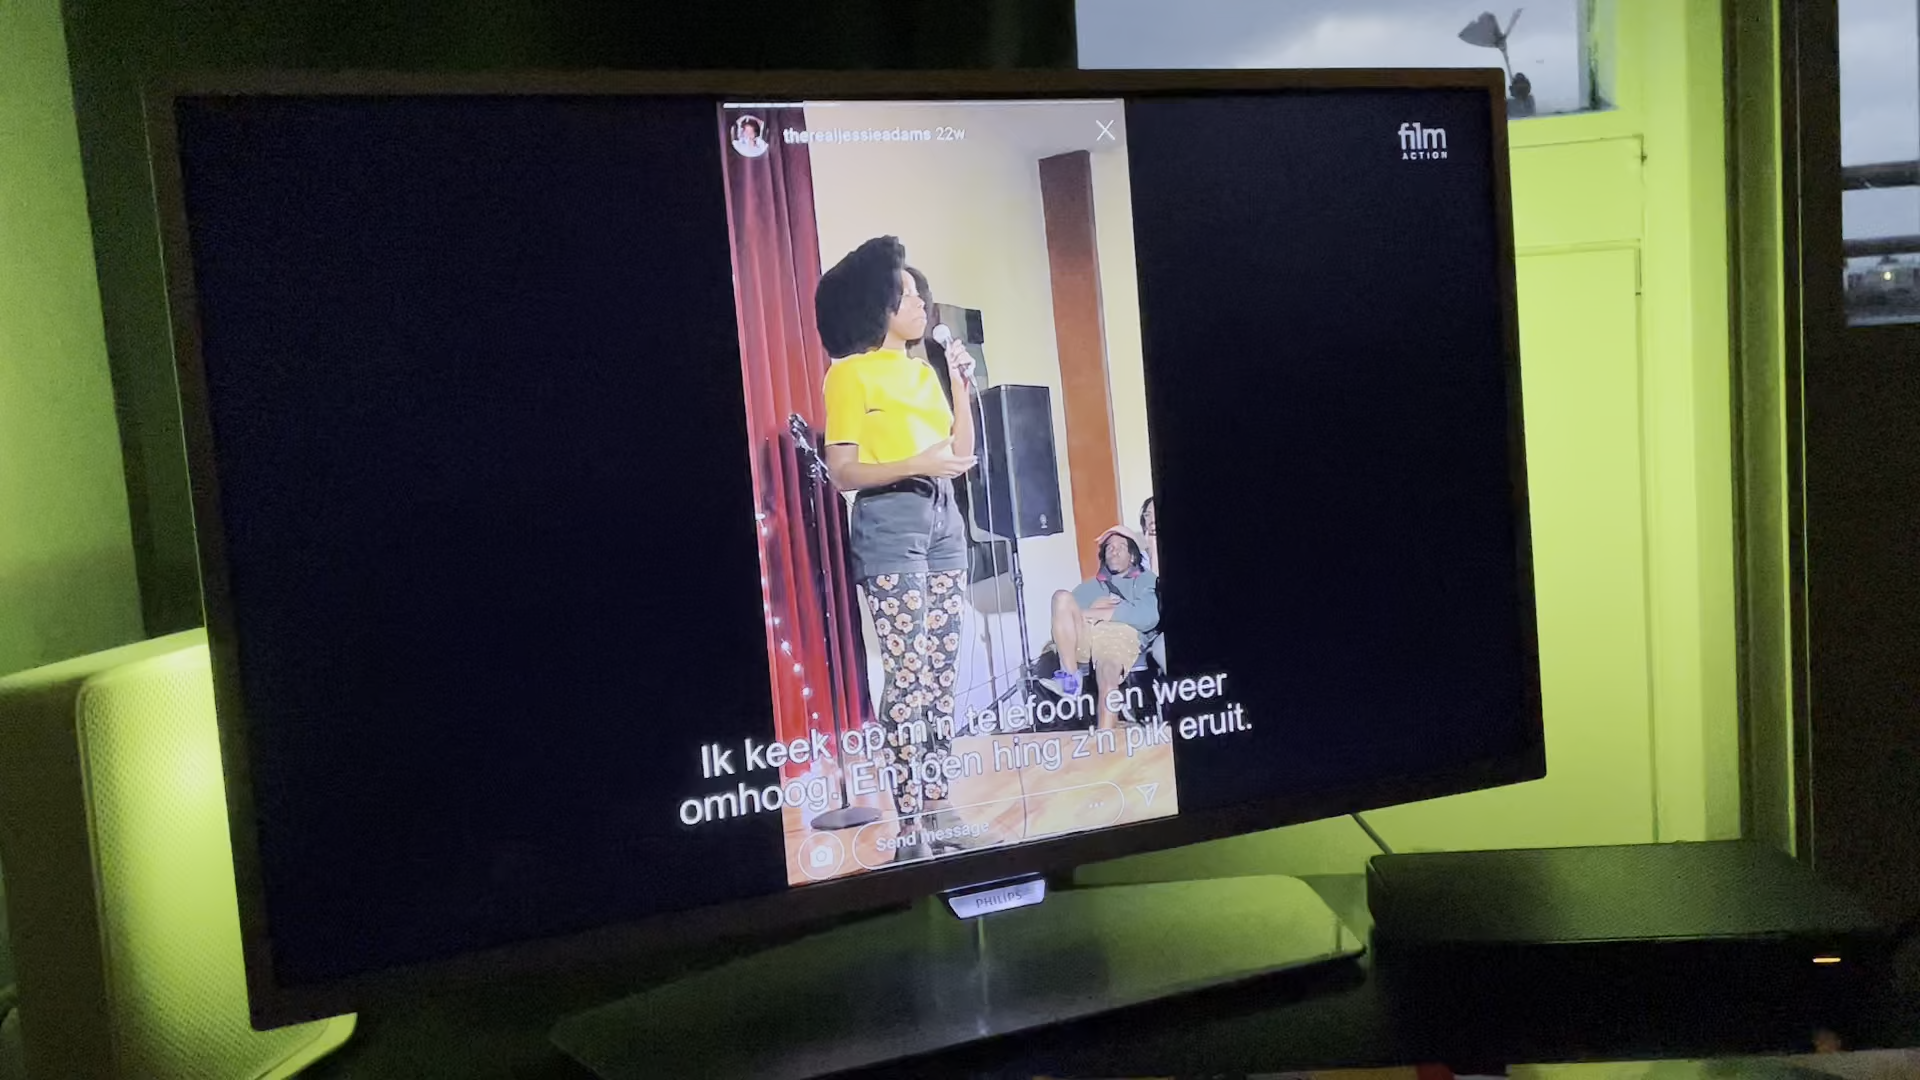 therealjessieadams 22w
film
ACTION
Ik keek op m'n telefoon en weer
omhoog. En toen hing z'n pik eruit.
Send message
PHILIPS